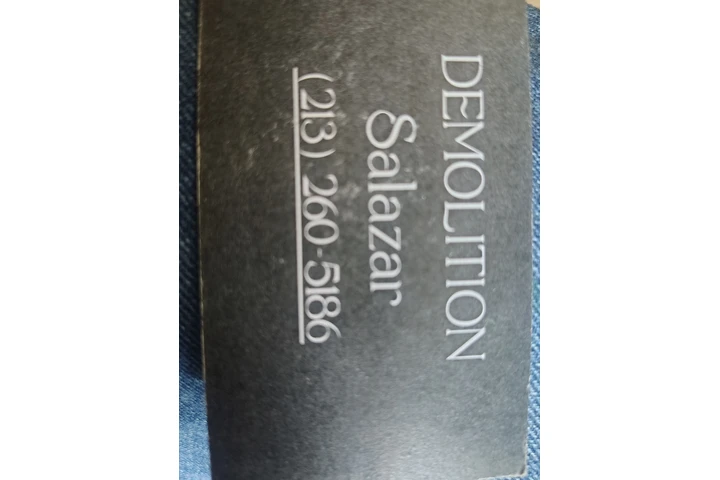 DEMOLITION
Salazar
(213) 260-5186